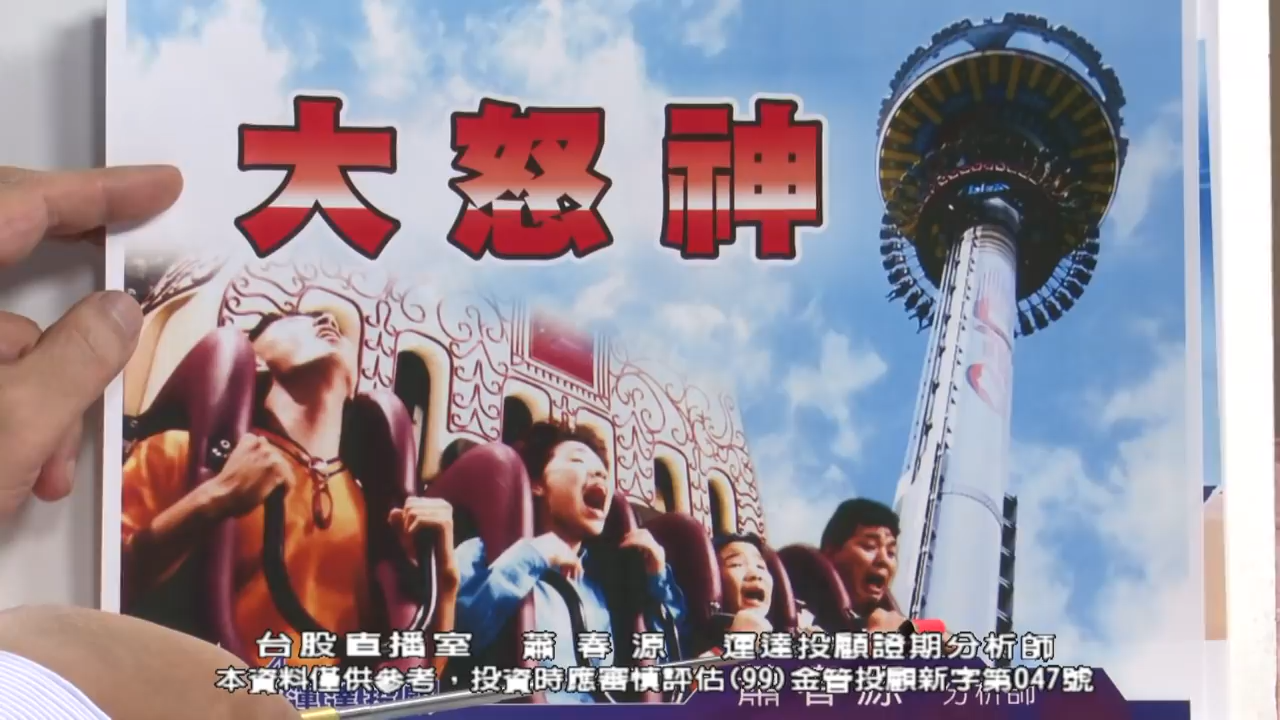 大怒神
台股直播室 蕭春源 運達投顧證期分析師
本資料僅供參考，投資時應審慎評估(99)金管投顧新字第047號